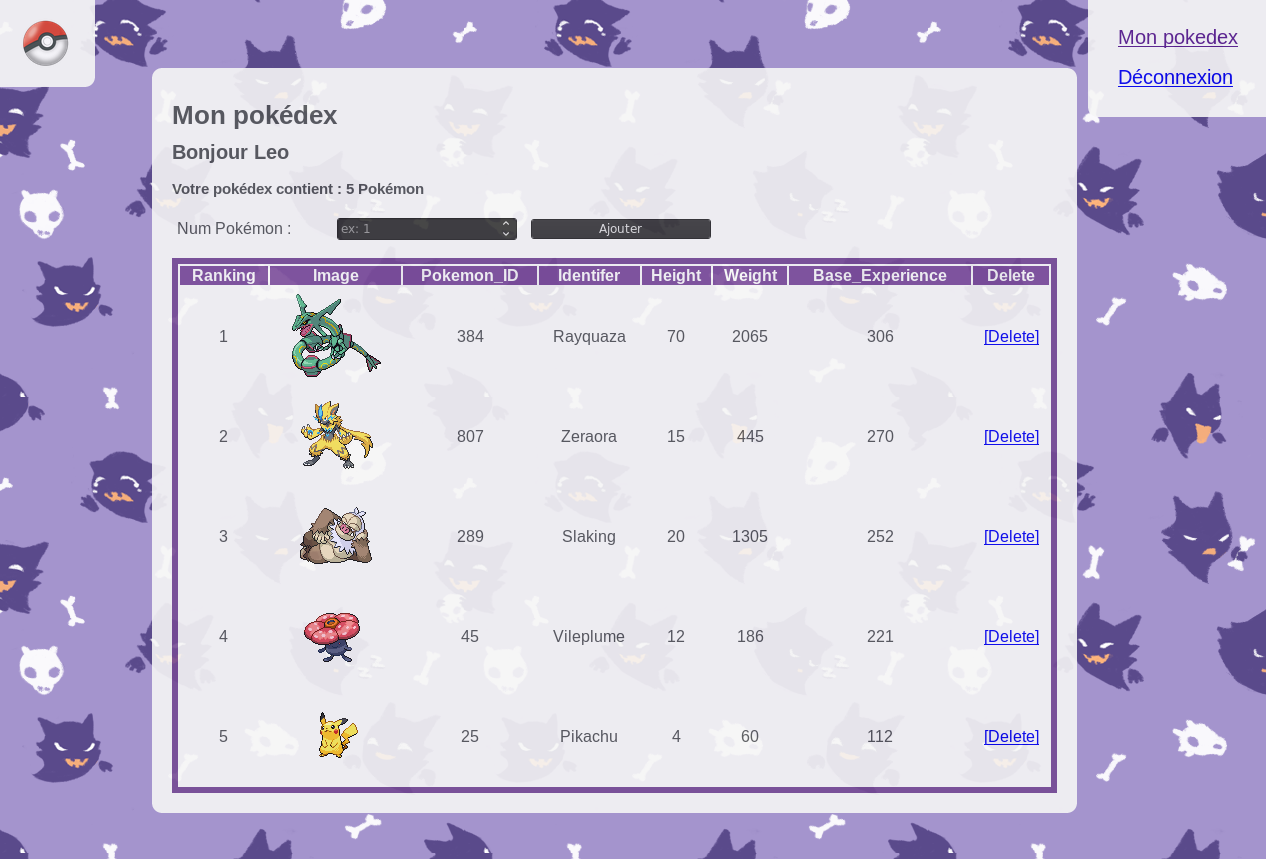 Mon pokedex
Déconnexion
Mon pokédex
Bonjour Leo
Votre pokédex contient : 5 Pokémon
Num Pokémon : ex: 1 Ajouter
Ranking Image Pokemon_ID Identifer Height Weight Base_Experience Delete
1 384 Rayquaza 70 2065 306 [Delete]
2 807 Zeraora 15 445 270 [Delete]
3 289 Slaking 20 1305 252 [Delete]
4 45 Vileplume 12 186 221 [Delete]
5 25 Pikachu 4 60 112 [Delete]